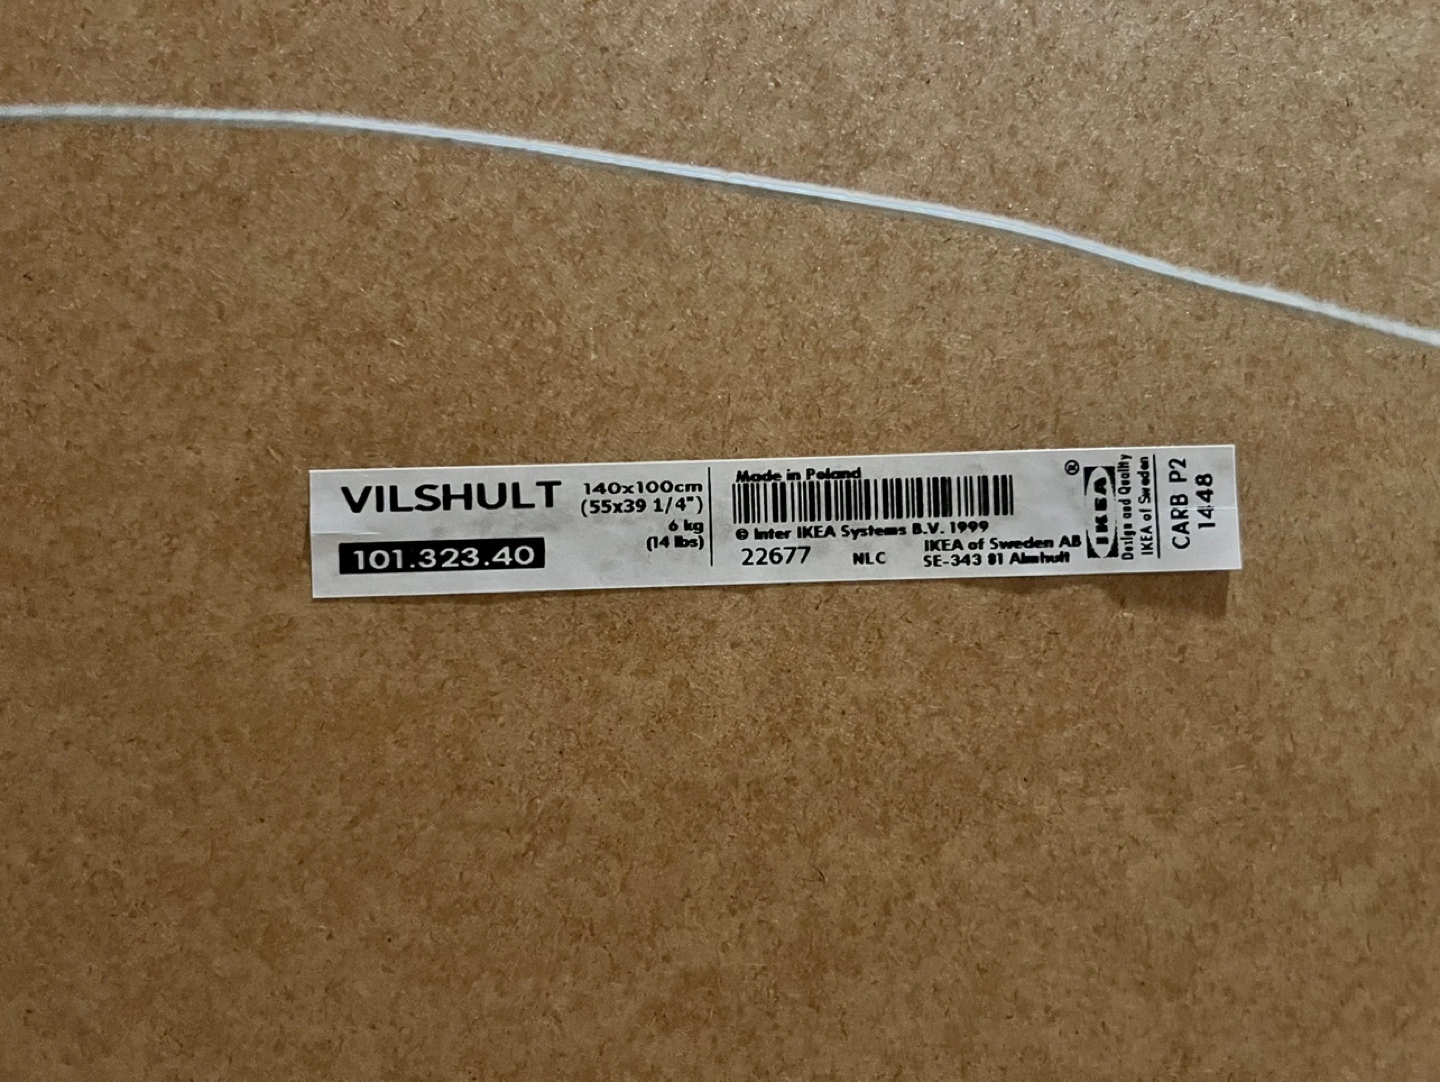 VILSHULT
140x100cm
(55x39 1/4")
6 kg
(14 lbs)
101.323.40
Made in Poland
© Inter IKEA Systems B.V. 1999
22677
NLC
IKEA of Sweden AB
SE-343 81 Älmhult
®
IKEA
Design and Quality
IKEA of Sweden
CARB P2
1448